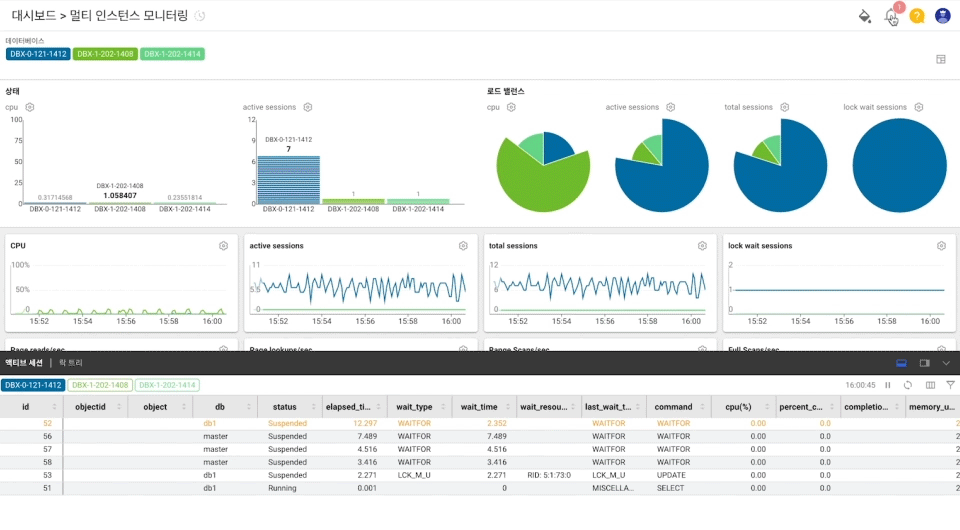 대시보드 > 멀티 인스턴스 모니터링
1
?
데이터베이스
DBX-0-121-1412 DBX-1-202-1408 DBX-1-202-1414
상태
로드 밸런스
cpu
active sessions
cpu
active sessions
total sessions
lock wait sessions
100
75
50
25
0
0.31714568
DBX-1-202-1408
1.058407
0.23551814
DBX-0-121-1412 DBX-1-202-1408 DBX-1-202-1414
12
9
6
3
0
DBX-0-121-1412
7
1
1
DBX-0-121-1412 DBX-1-202-1408 DBX-1-202-1414
CPU
100%
50%
0
15:52 15:54 15:56 15:58 16:00
active sessions
11
5.5
0
15:52 15:54 15:56 15:58 16:00
total sessions
12
6
0
15:52 15:54 15:56 15:58 16:00
lock wait sessions
2
1
0
15:52 15:54 15:56 15:58 16:00
Page reads/sec
Page lookups/sec
Range Scans/sec
Full Scans/sec
액티브 세션 | 락 트리
DBX-0-121-1412 DBX-1-202-1408 DBX-1-202-1414
16:00:45
id objectid object db status elapsed_ti... wait_type wait_time wait_resou... last_wait_t... command cpu(%) percent_c... completio... memory_u...
52 db1 Suspended 12.297 WAITFOR 2.352 WAITFOR WAITFOR 0.00 0.0 2
56 master Suspended 7.489 WAITFOR 7.489 WAITFOR WAITFOR 0.00 0.0 2
57 master Suspended 4.516 WAITFOR 4.516 WAITFOR WAITFOR 0.00 0.0 2
58 master Suspended 3.416 WAITFOR 3.416 WAITFOR WAITFOR 0.00 0.0 2
53 db1 Suspended 2.271 LCK_M_U 2.271 RID: 5:1:73:0 LCK_M_U UPDATE 0.00 0.0 2
51 db1 Running 0.001 0 MISCELLA... SELECT 0.00 0.0 2